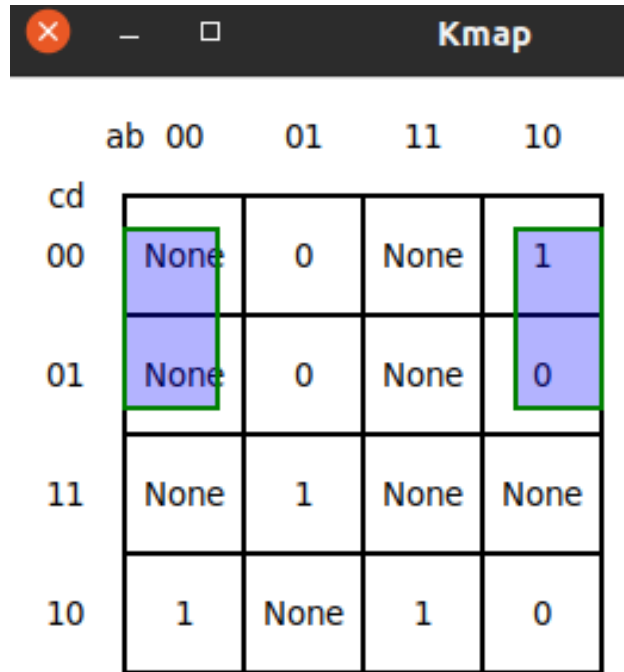 Kmap
ab 00 01 11 10
cd
00 None 0 None 1
01 None 0 None 0
11 None 1 None None
10 1 None 1 0